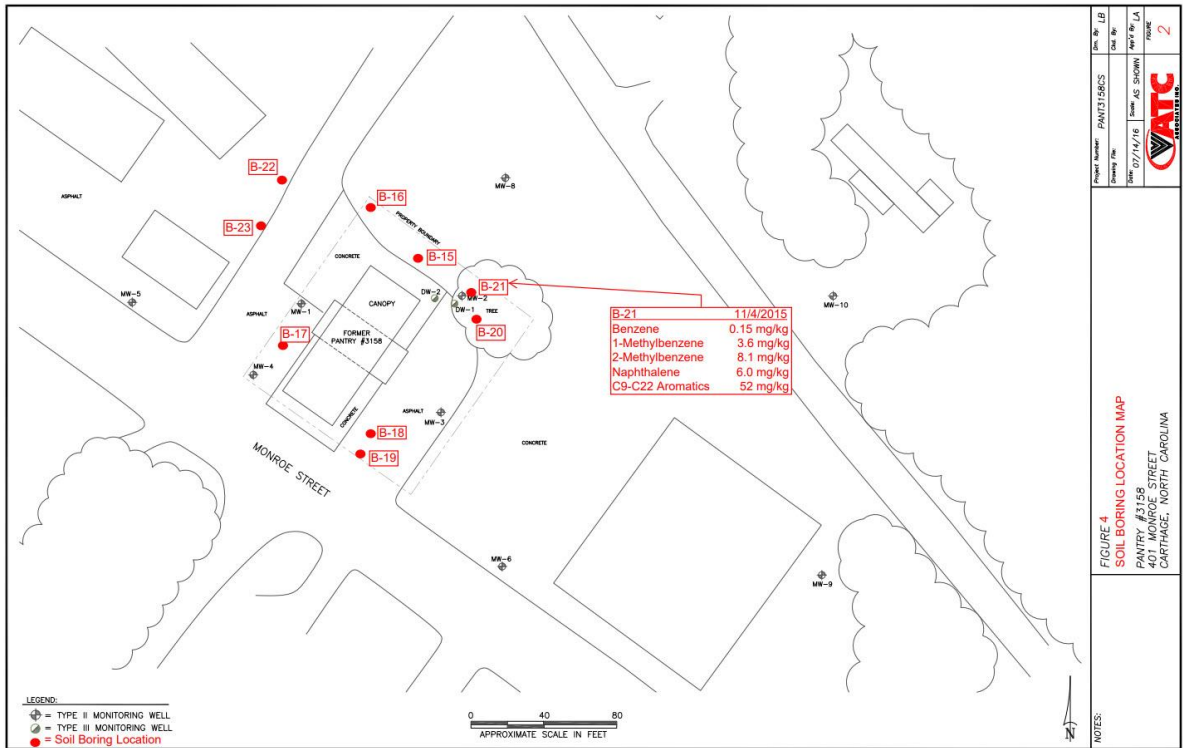 B-22
ASPHALT
B-23
B-16
MW-8
PROPERTY BOUNDARY
CONCRETE
B-15
MW-5
MW-1
CANOPY
DW-2
B-21
MW-2
DW-1
TREE
B-20
MW-10
ASPHALT
B-17
FORMER
PANTRY #3158
MW-4
B-21 11/4/2015
Benzene 0.15 mg/kg
1-Methylbenzene 3.6 mg/kg
2-Methylbenzene 8.1 mg/kg
Naphthalene 6.0 mg/kg
C9-C22 Aromatics 52 mg/kg
CONCRETE
ASPHALT
MW-3
B-18
B-19
CONCRETE
MONROE STREET
MW-6
MW-9
LEGEND:
= TYPE II MONITORING WELL
= TYPE III MONITORING WELL
= Soil Boring Location
0 40 80
APPROXIMATE SCALE IN FEET
N
NOTES:
FIGURE 4
SOIL BORING LOCATION MAP
PANTRY #3158
401 MONROE STREET
CARTHAGE, NORTH CAROLINA
Project Number: PANT3158CS
Drn. By: LB
Drawing File:
Ckd. By:
Date: 07/14/16
Scale: AS SHOWN
App'd By: LA
FIGURE
2
ATC
ASSOCIATES INC.